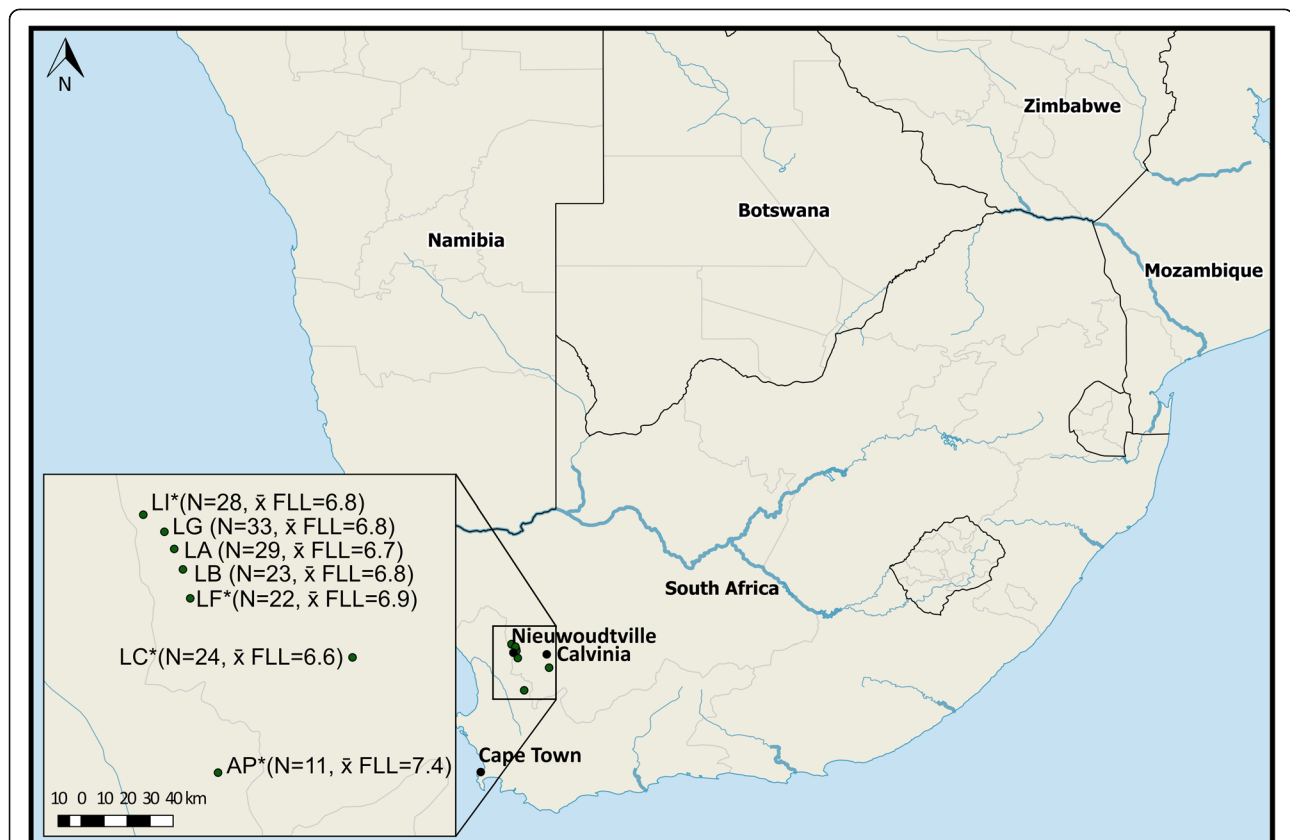 N
Zimbabwe
Botswana
Namibia
Mozambique
LI*(N=28, x̄ FLL=6.8)
LG (N=33, x̄ FLL=6.8)
LA (N=29, x̄ FLL=6.7)
LB (N=23, x̄ FLL=6.8)
LF*(N=22, x̄ FLL=6.9)
South Africa
Nieuwoudtville
LC*(N=24, x̄ FLL=6.6)
Calvinia
Cape Town
AP*(N=11, x̄ FLL=7.4)
10 0 10 20 30 40 km